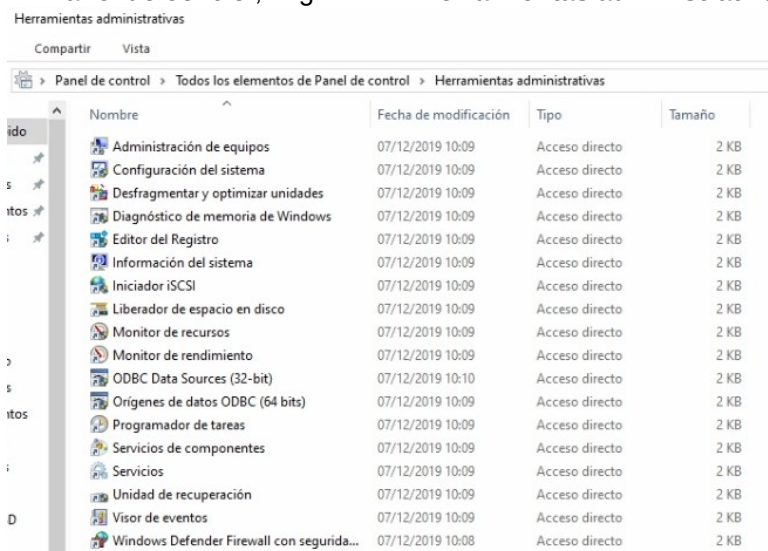 Herramientas administrativas
Compartir Vista
Panel de control > Todos los elementos de Panel de control > Herramientas administrativas
Nombre Fecha de modificación Tipo Tamaño
Administración de equipos 07/12/2019 10:09 Acceso directo 2 KB
Configuración del sistema 07/12/2019 10:09 Acceso directo 2 KB
Desfragmentar y optimizar unidades 07/12/2019 10:09 Acceso directo 2 KB
Diagnóstico de memoria de Windows 07/12/2019 10:09 Acceso directo 2 KB
Editor del Registro 07/12/2019 10:09 Acceso directo 2 KB
Información del sistema 07/12/2019 10:09 Acceso directo 2 KB
Iniciador iSCSI 07/12/2019 10:09 Acceso directo 2 KB
Liberador de espacio en disco 07/12/2019 10:09 Acceso directo 2 KB
Monitor de recursos 07/12/2019 10:09 Acceso directo 2 KB
Monitor de rendimiento 07/12/2019 10:09 Acceso directo 2 KB
ODBC Data Sources (32-bit) 07/12/2019 10:10 Acceso directo 2 KB
Orígenes de datos ODBC (64 bits) 07/12/2019 10:09 Acceso directo 2 KB
Programador de tareas 07/12/2019 10:09 Acceso directo 2 KB
Servicios de componentes 07/12/2019 10:09 Acceso directo 2 KB
Servicios 07/12/2019 10:09 Acceso directo 2 KB
Unidad de recuperación 07/12/2019 10:09 Acceso directo 2 KB
Visor de eventos 07/12/2019 10:09 Acceso directo 2 KB
Windows Defender Firewall con segurida... 07/12/2019 10:08 Acceso directo 2 KB